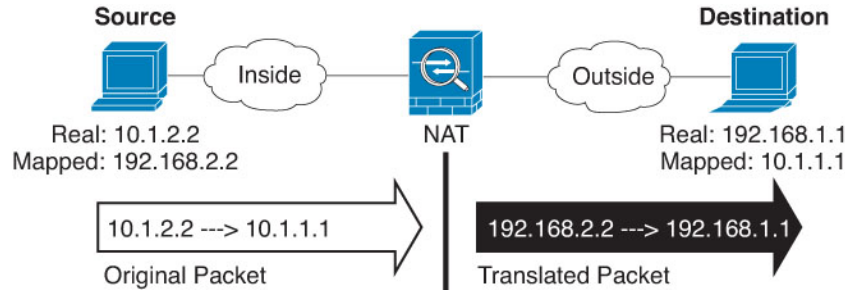 Source
Destination
Inside
Outside
NAT
Real: 10.1.2.2
Mapped: 192.168.2.2
Real: 192.168.1.1
Mapped: 10.1.1.1
10.1.2.2 ---> 10.1.1.1
192.168.2.2 ---> 192.168.1.1
Original Packet
Translated Packet